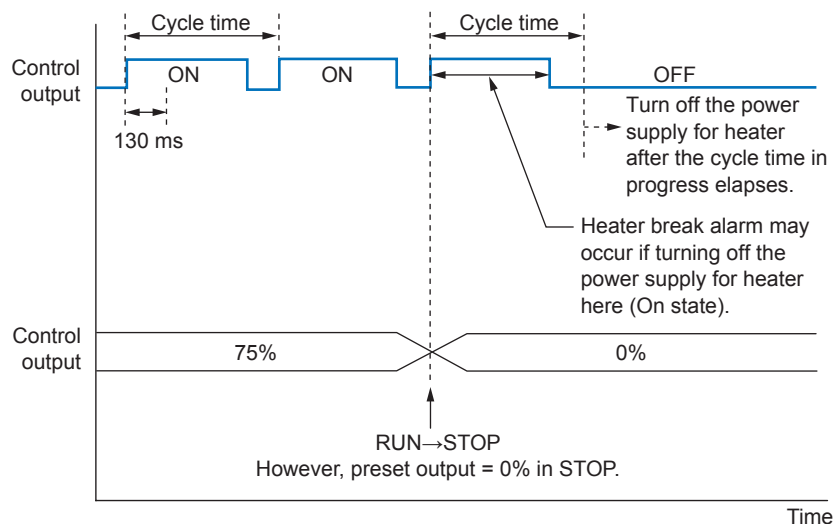 Cycle time
Cycle time
Control
output
ON
ON
OFF
130 ms
Turn off the power
supply for heater
after the cycle time in
progress elapses.
Heater break alarm may
occur if turning off the
power supply for heater
here (On state).
Control
output
75%
0%
RUN→STOP
However, preset output = 0% in STOP.
Time